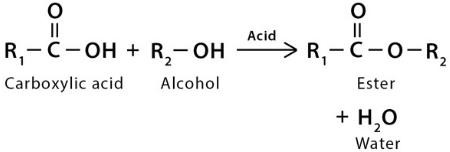 O
||
R₁ – C – OH + R₂ – OH
Acid
O
||
R₁ – C – O – R₂
Carboxylic acid
Alcohol
Ester
+ H₂O
Water